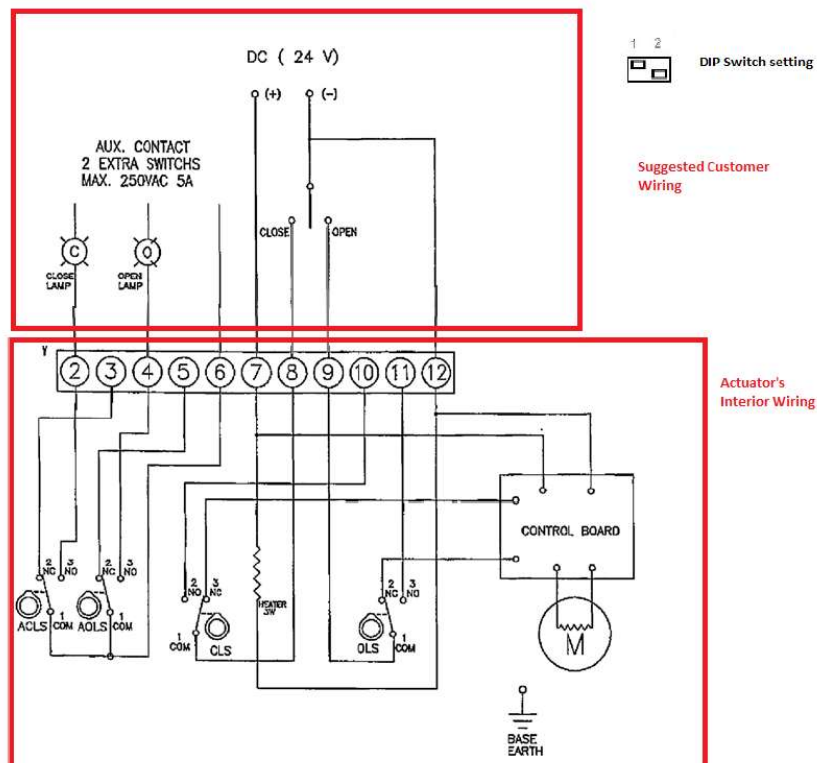 DC ( 24 V)
(+) (-)
AUX. CONTACT
2 EXTRA SWITCHS
MAX. 250VAC 5A
C
CLOSE
LAMP
O
OPEN
LAMP
CLOSE
OPEN
1 2
DIP Switch setting
Suggested Customer
Wiring
Y
2 3 4 5 6 7 8 9 10 11 12
Actuator's
Interior Wiring
CONTROL BOARD
M
2
NC
3
NO
1
COM
ACLS
2
NC
3
NO
1
COM
AOLS
2
NO
3
NC
1
COM
CLS
HEATER
2
NC
3
NO
1
COM
OLS
BASE
EARTH